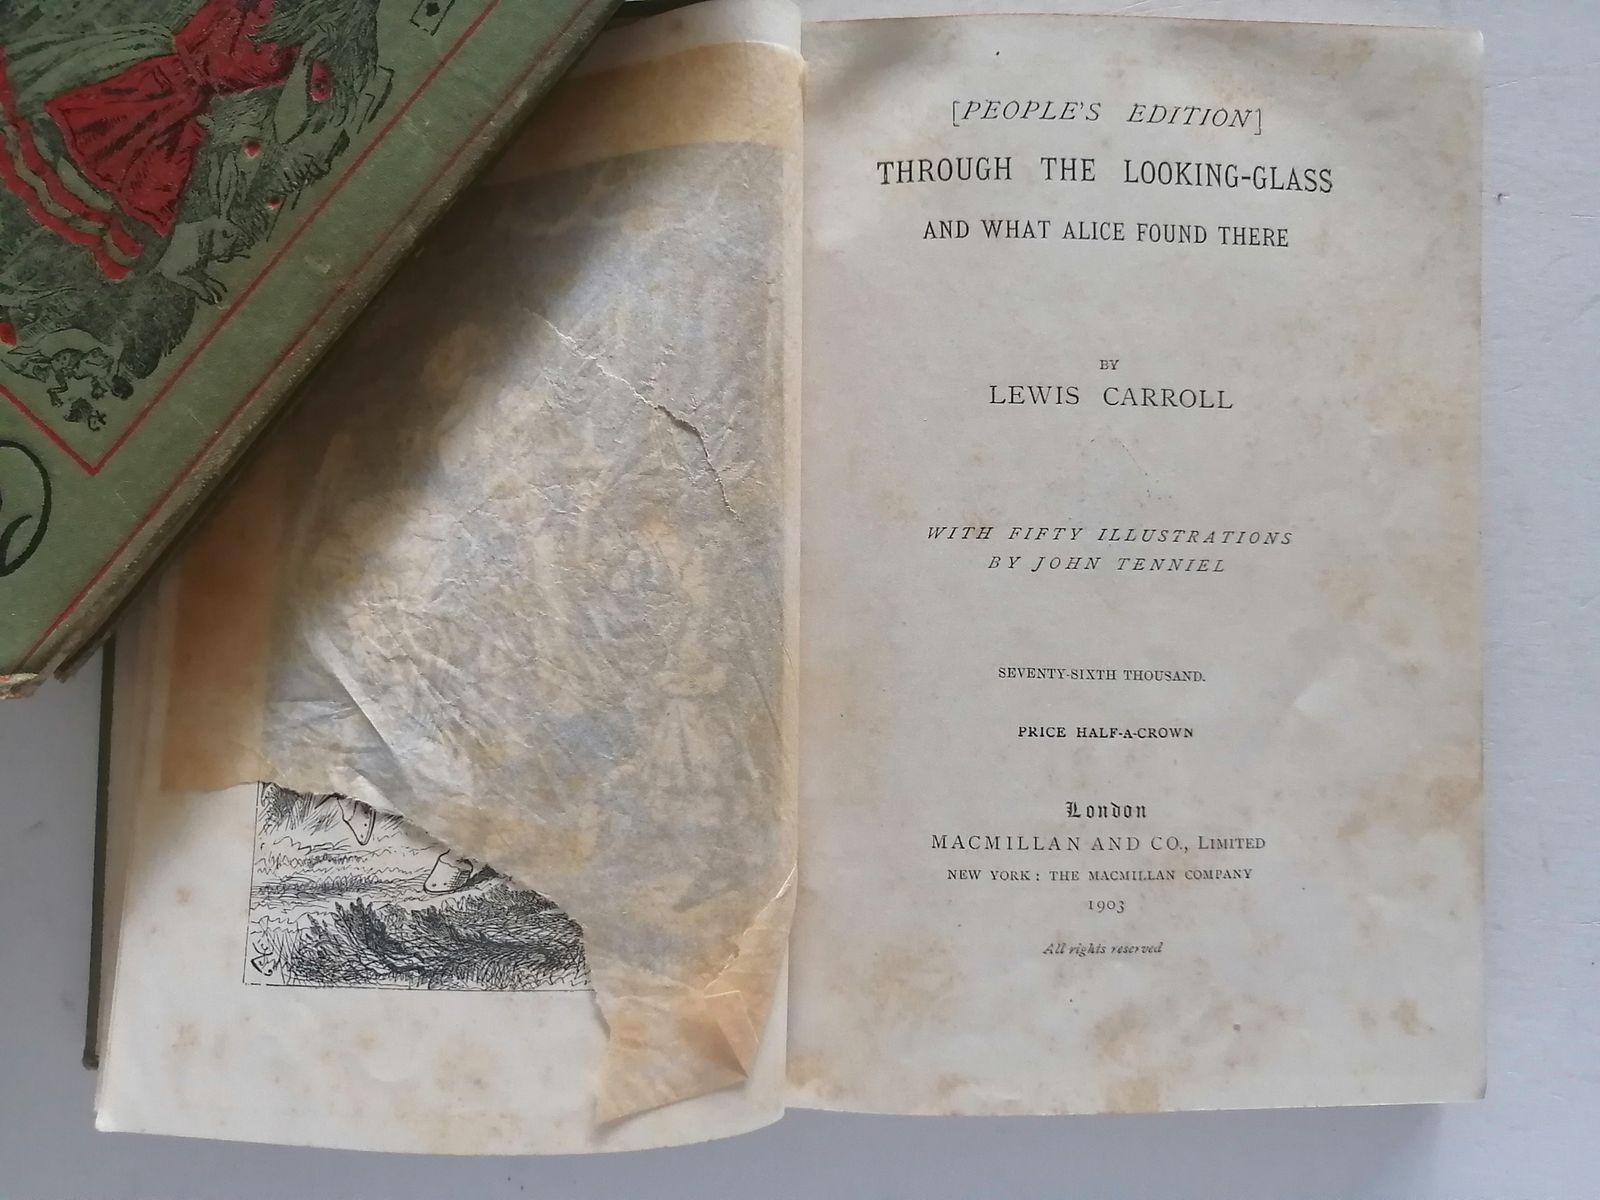 [PEOPLE'S EDITION]
THROUGH THE LOOKING-GLASS
AND WHAT ALICE FOUND THERE
BY
LEWIS CARROLL
WITH FIFTY ILLUSTRATIONS
BY JOHN TENNIEL
SEVENTY-SIXTH THOUSAND.
PRICE HALF-A-CROWN
London
MACMILLAN AND CO., LIMITED
NEW YORK: THE MACMILLAN COMPANY
1903
All rights reserved